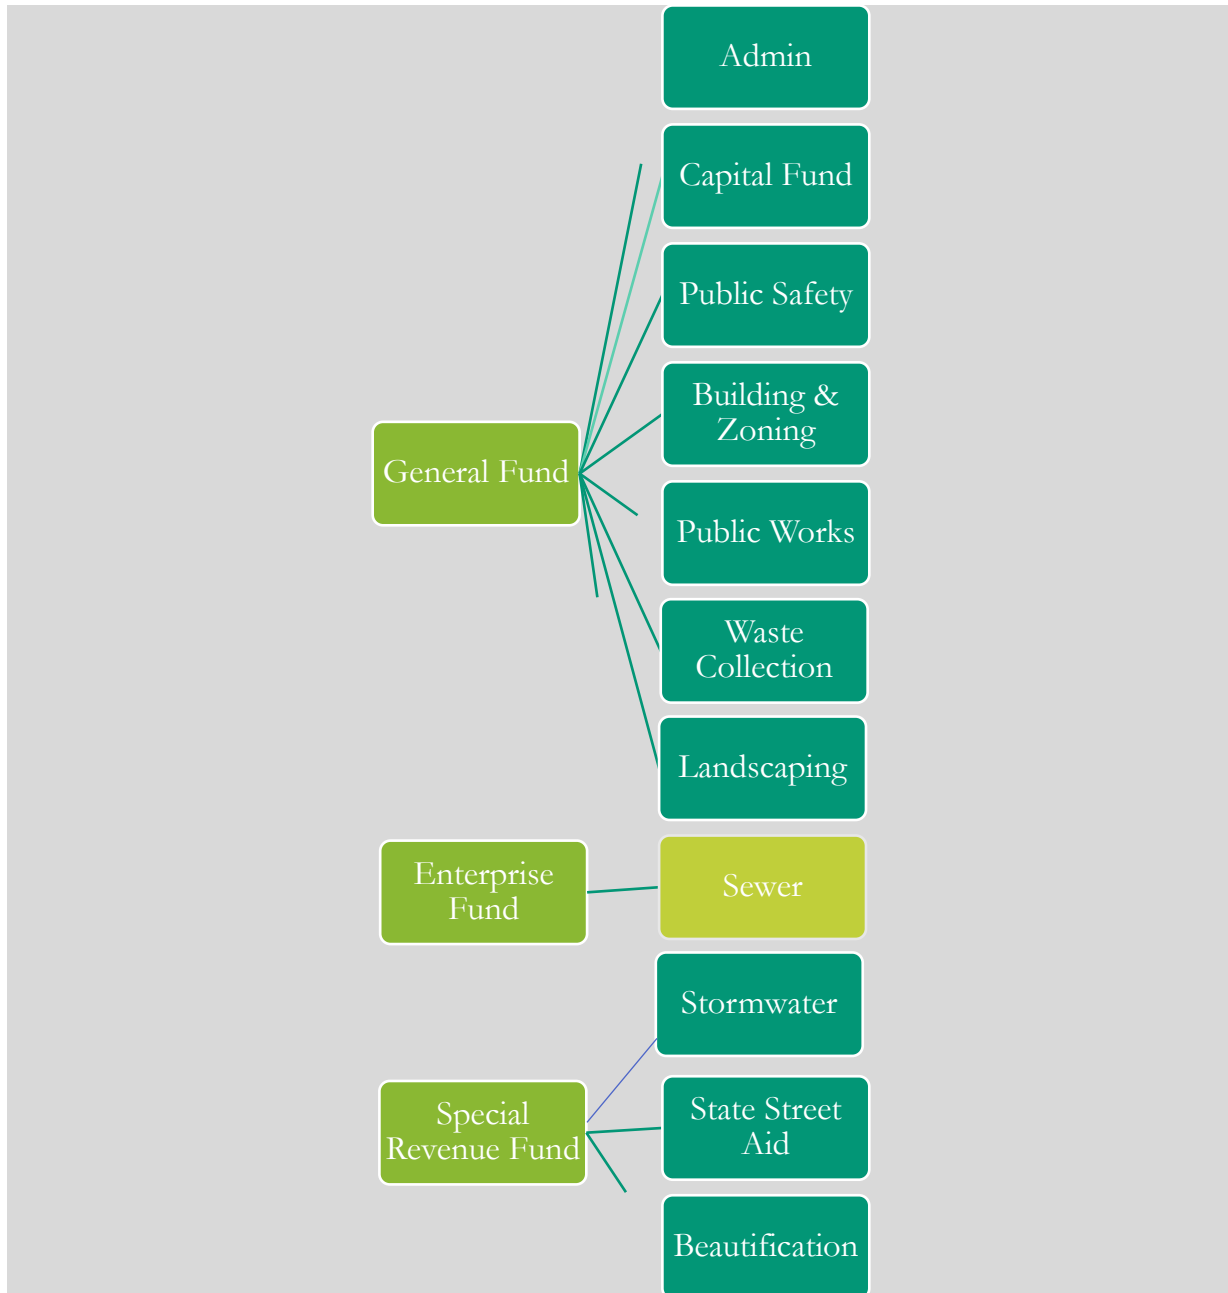 Admin
Capital Fund
Public Safety
Building &
Zoning
General Fund
Public Works
Waste
Collection
Landscaping
Enterprise
Fund
Sewer
Stormwater
Special
Revenue Fund
State Street
Aid
Beautification